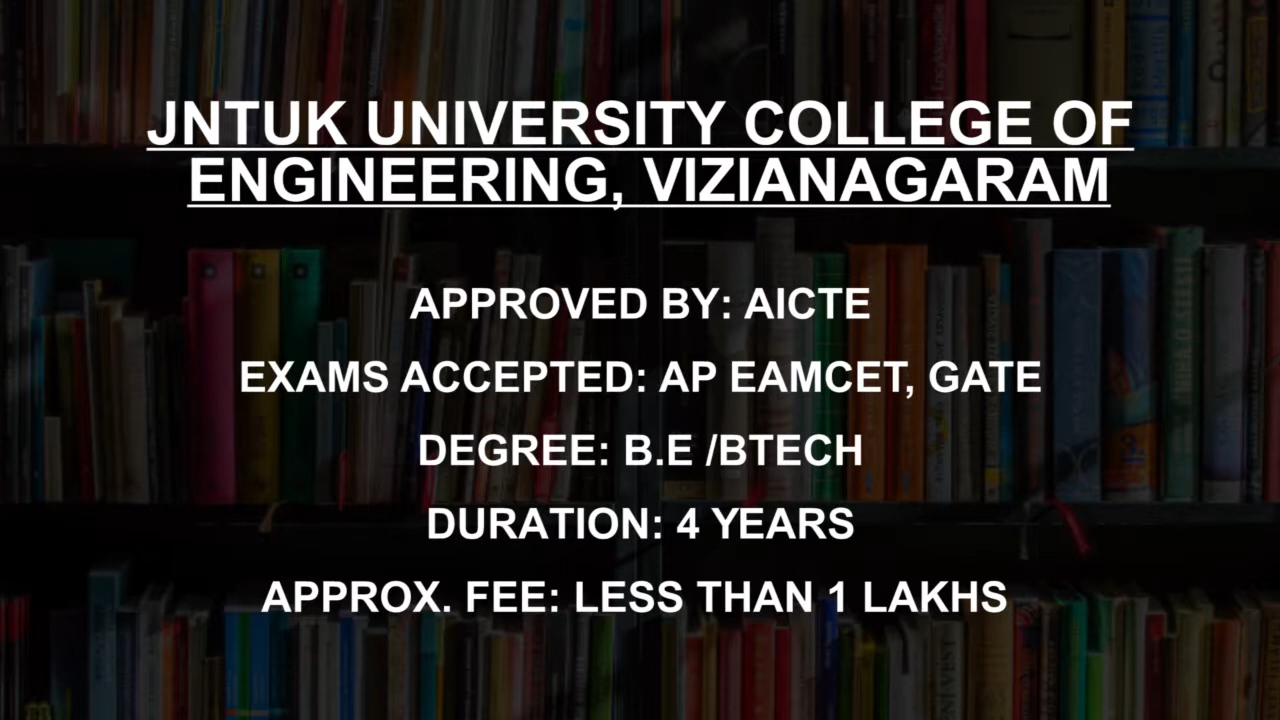 JNTUK UNIVERSITY COLLEGE OF
ENGINEERING, VIZIANAGARAM
APPROVED BY: AICTE
EXAMS ACCEPTED: AP EAMCET, GATE
DEGREE: B.E /BTECH
DURATION: 4 YEARS
APPROX. FEE: LESS THAN 1 LAKHS